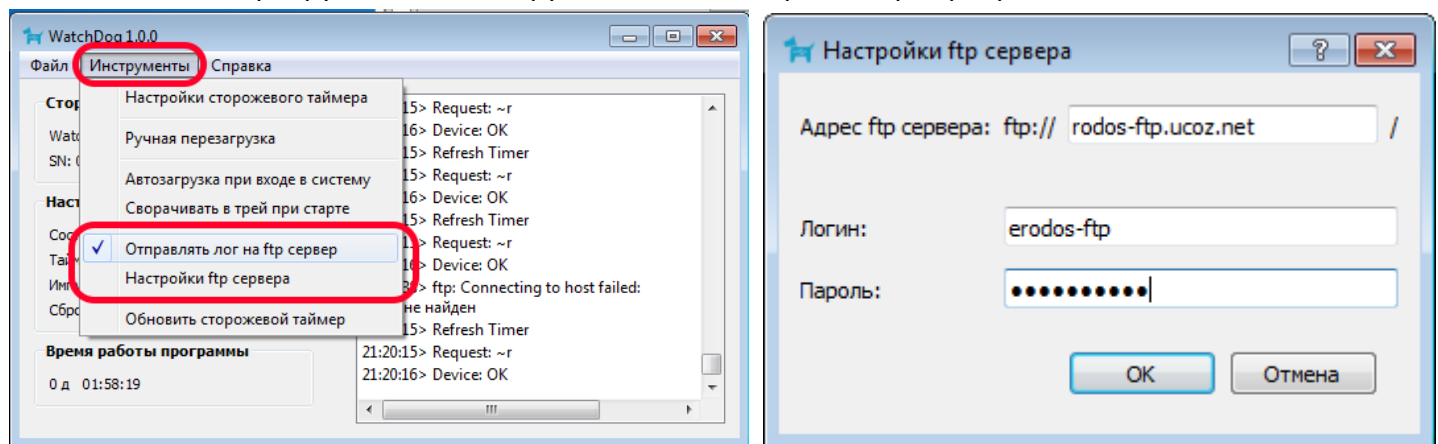 WatchDog 1.0.0
Файл Инструменты Справка
Настройки сторожевого таймера
Ручная перезагрузка
Автозагрузка при входе в систему
Сворачивать в трей при старте
Отправлять лог на ftp сервер
Настройки ftp сервера
Обновить сторожевой таймер
SN:
15> Request: ~r
16> Device: OK
15> Refresh Timer
15> Request: ~r
16> Device: OK
15> Refresh Timer
> Request: ~r
> Device: OK
> ftp: Connecting to host failed:
не найден
15> Refresh Timer
21:20:15> Request: ~r
21:20:16> Device: OK
Время работы программы
0 д 01:58:19
Настройки ftp сервера
Адрес ftp сервера: ftp:// rodos-ftp.ucoz.net /
Логин: erodos-ftp
Пароль: ●●●●●●●●●●
OK Отмена